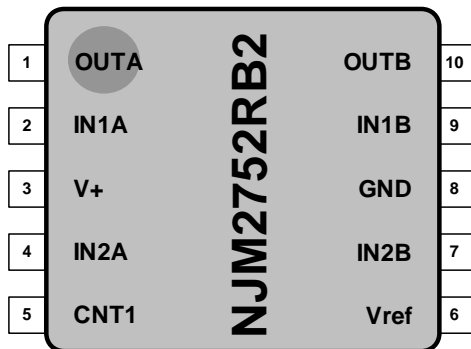 1 OUTA OUTB 10
2 IN1A IN1B 9
3 V+ GND 8
4 IN2A IN2B 7
5 CNT1 Vref 6
NJM2752RB2